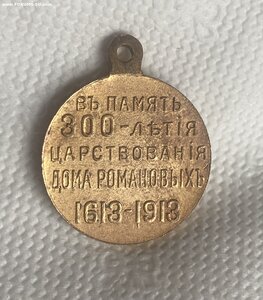 ВЪ ПАМЯТЬ
300-ЛѢТІЯ
ЦАРСТВОВАНІЯ
ДОМА РОМАНОВЫХЪ
1613-1913